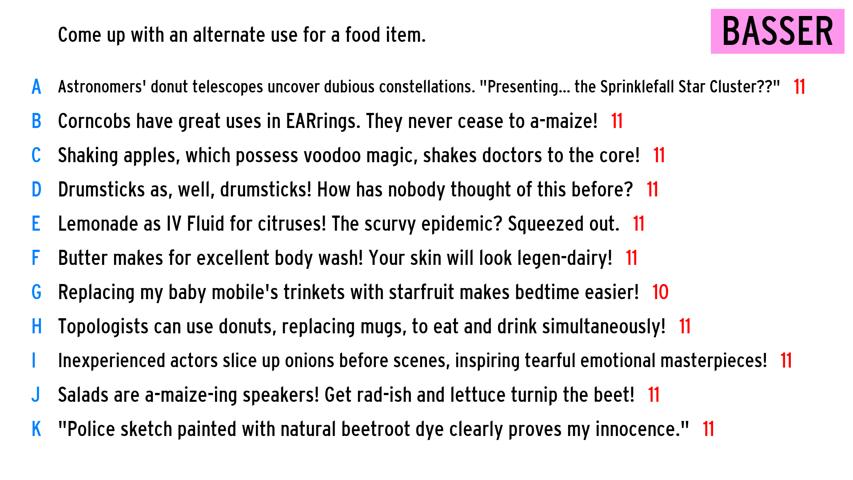 Come up with an alternate use for a food item.
BASSER
A Astronomers' donut telescopes uncover dubious constellations. "Presenting... the Sprinklefall Star Cluster??" 11
B Corncobs have great uses in EARrings. They never cease to a-maize! 11
C Shaking apples, which possess voodoo magic, shakes doctors to the core! 11
D Drumsticks as, well, drumsticks! How has nobody thought of this before? 11
E Lemonade as IV Fluid for citruses! The scurvy epidemic? Squeezed out. 11
F Butter makes for excellent body wash! Your skin will look legen-dairy! 11
G Replacing my baby mobile's trinkets with starfruit makes bedtime easier! 10
H Topologists can use donuts, replacing mugs, to eat and drink simultaneously! 11
I Inexperienced actors slice up onions before scenes, inspiring tearful emotional masterpieces! 11
J Salads are a-maize-ing speakers! Get rad-ish and lettuce turnip the beet! 11
K "Police sketch painted with natural beetroot dye clearly proves my innocence." 11